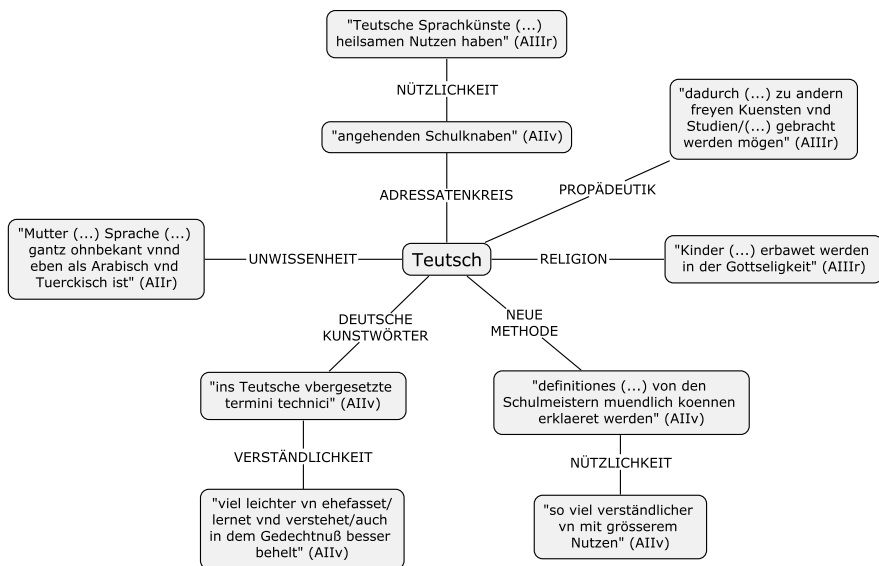 "Teutsche Sprachkünste (...)
heilsamen Nutzen haben" (AIIIr)
NÜTZLICHKEIT
"angehenden Schulknaben" (AIIv)
ADRESSATENKREIS
"dadurch (...) zu andern
freyen Kuensten vnd
Studien/(...) gebracht
werden mögen" (AIIIr)
PROPÄDEUTIK
"Mutter (...) Sprache (...)
gantz ohnbekant vnnd
eben als Arabisch vnd
Tuerckisch ist" (AIIr)
UNWISSENHEIT
Teutsch
RELIGION
"Kinder (...) erbawet werden
in der Gottseligkeit" (AIIIr)
DEUTSCHE
KUNSTWÖRTER
NEUE
METHODE
"ins Teutsche vbergesetzte
termini technici" (AIIv)
"definitiones (...) von den
Schulmeistern muendlich koennen
erklaeret werden" (AIIv)
VERSTÄNDLICHKEIT
NÜTZLICHKEIT
"viel leichter vn ehefasset/
lernet vnd verstehet/auch
in dem Gedechtnuß besser
behelt" (AIIv)
"so viel verständlicher
vn mit grösserem
Nutzen" (AIIv)